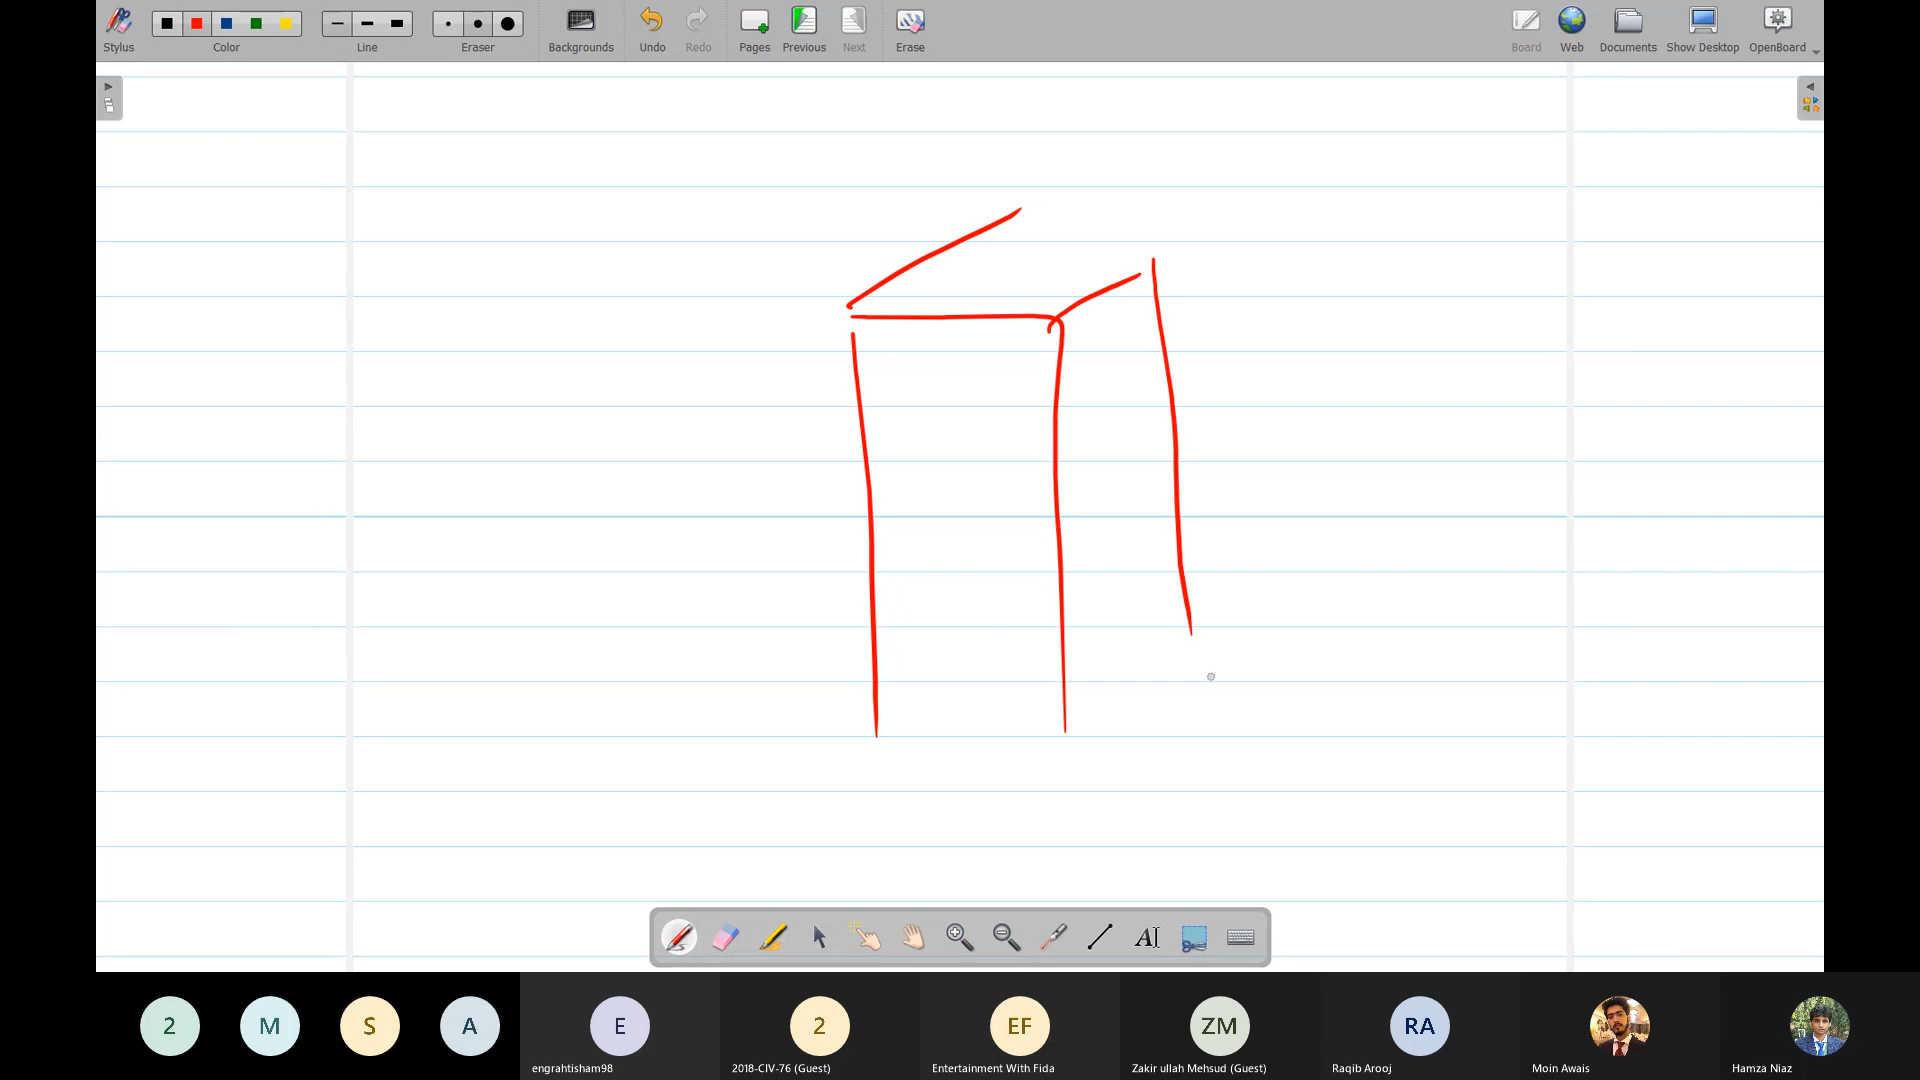 Stylus
Color
Line
Eraser
Backgrounds
Undo
Redo
Pages
Previous
Next
Erase
Board
Web
Documents
Show Desktop
OpenBoard
A
2
M
S
A
E
2
EF
ZM
RA
engrahtisham98
2018-CIV-76 (Guest)
Entertainment With Fida
Zakir ullah Mehsud (Guest)
Raqib Arooj
Moin Awais
Hamza Niaz